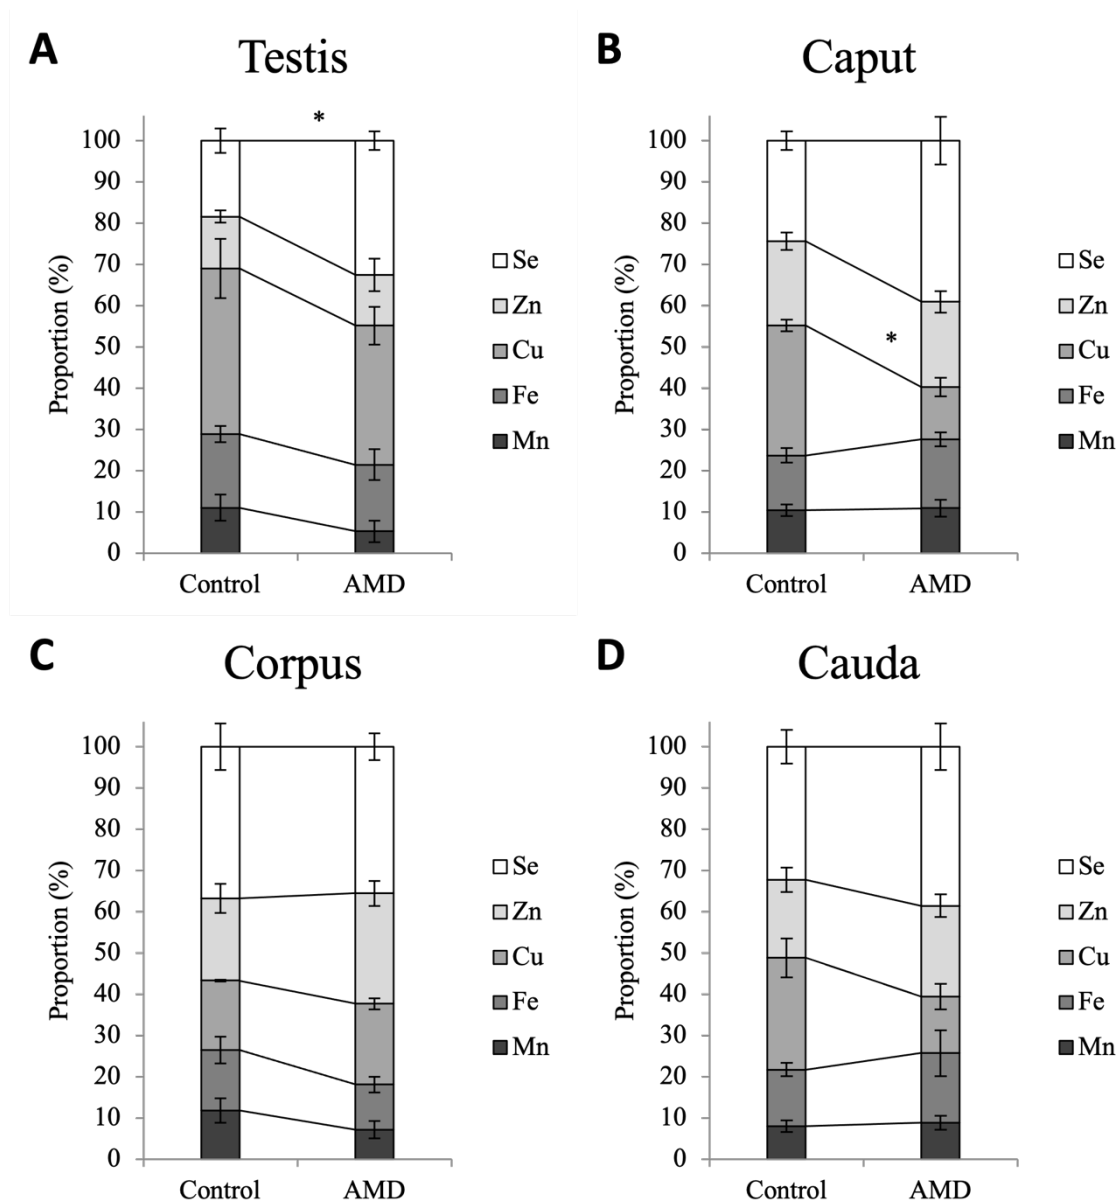 A
Testis
*
Proportion (%)
100
90
80
70
60
50
40
30
20
10
0
Control
AMD
Se
Zn
Cu
Fe
Mn
B
Caput
*
Proportion (%)
100
90
80
70
60
50
40
30
20
10
0
Control
AMD
Se
Zn
Cu
Fe
Mn
C
Corpus
Proportion (%)
100
90
80
70
60
50
40
30
20
10
0
Control
AMD
Se
Zn
Cu
Fe
Mn
D
Cauda
Proportion (%)
100
90
80
70
60
50
40
30
20
10
0
Control
AMD
Se
Zn
Cu
Fe
Mn